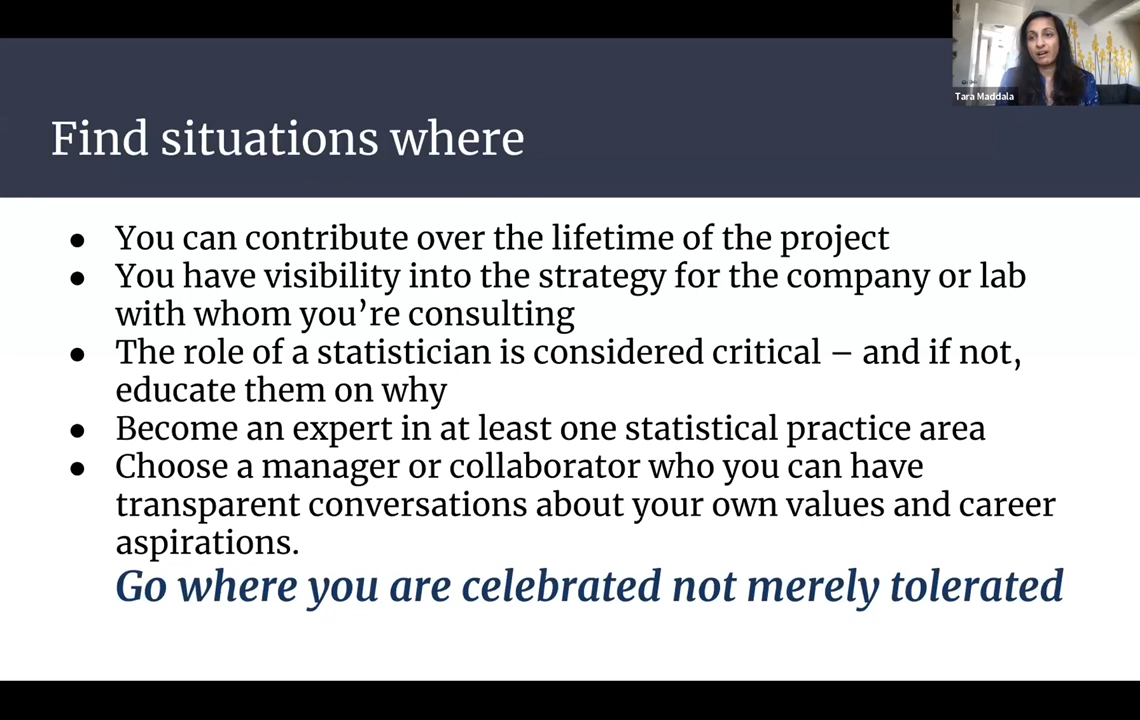 Tara Maddala
Find situations where
● You can contribute over the lifetime of the project
● You have visibility into the strategy for the company or lab
with whom you’re consulting
● The role of a statistician is considered critical – and if not,
educate them on why
● Become an expert in at least one statistical practice area
● Choose a manager or collaborator who you can have
transparent conversations about your own values and career
aspirations.
Go where you are celebrated not merely tolerated